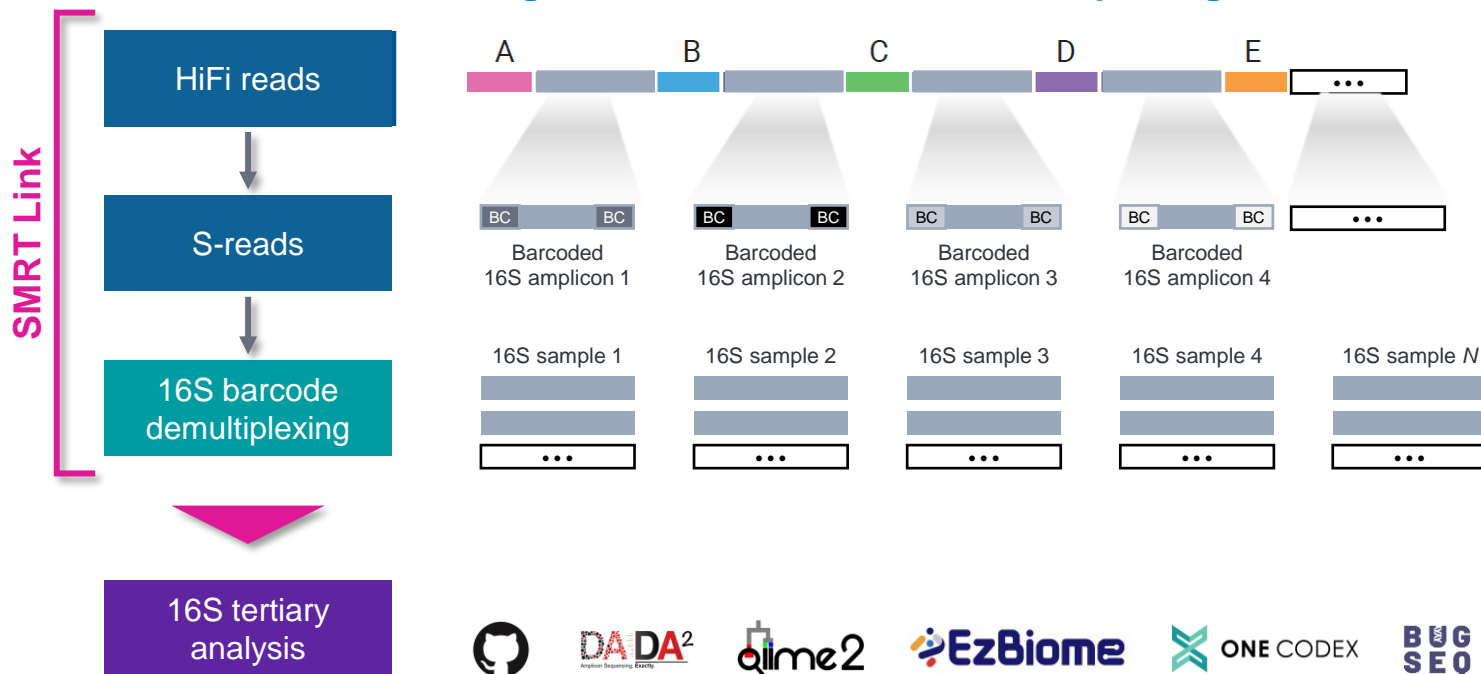 A B C D E
HiFi reads
•••
SMRT Link
BC BC BC BC BC BC BC BC
•••
S-reads
Barcoded
16S amplicon 1
Barcoded
16S amplicon 2
Barcoded
16S amplicon 3
Barcoded
16S amplicon 4
16S sample 1 16S sample 2 16S sample 3 16S sample 4 16S sample N
16S barcode
demultiplexing
••• ••• ••• ••• •••
16S tertiary
analysis
DADA2
Amplicon Sequencing. Exactly.
qiime2
EzBiome
ONE CODEX
BUG
SEQ